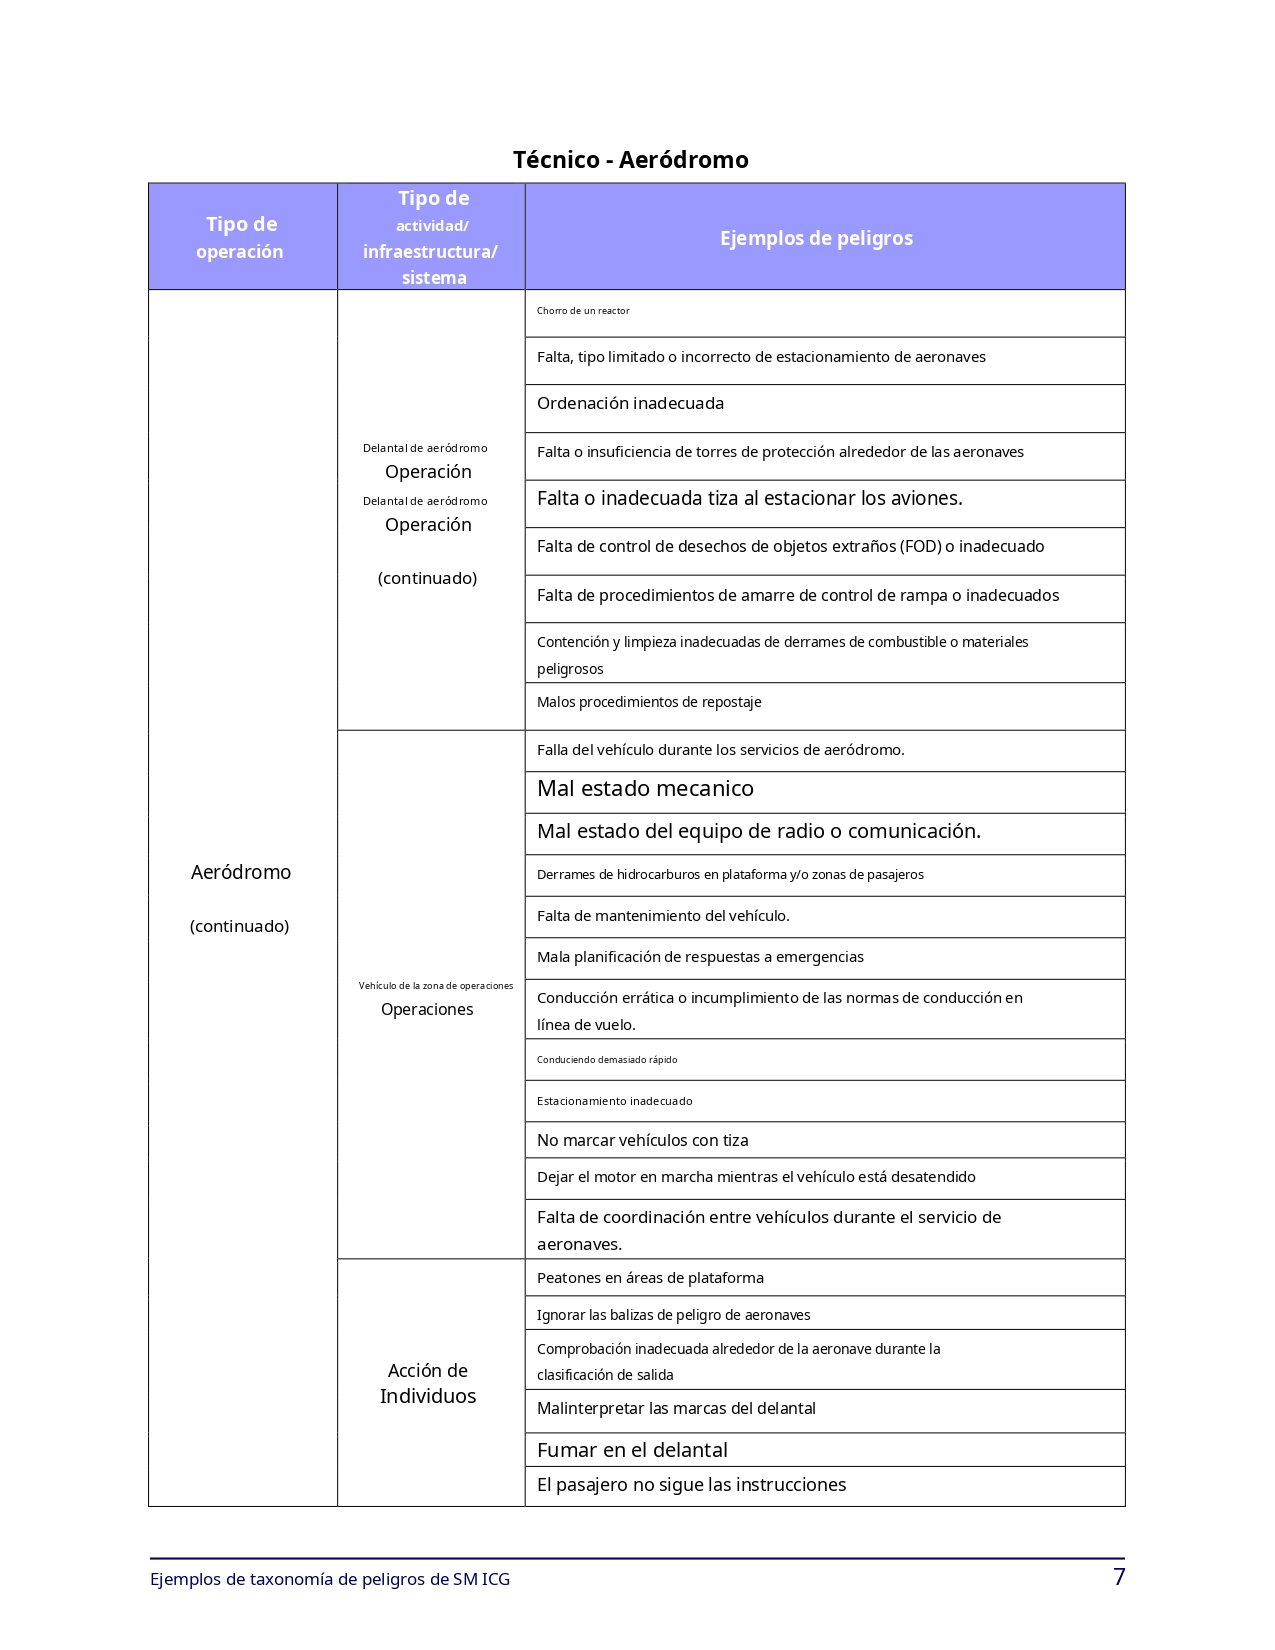 Técnico - Aeródromo
Tipo de
operación
Tipo de
actividad/
infraestructura/
sistema
Ejemplos de peligros
Aeródromo
(continuado)
Delantal de aeródromo
Operación
Delantal de aeródromo
Operación
(continuado)
Chorro de un reactor
Falta, tipo limitado o incorrecto de estacionamiento de aeronaves
Ordenación inadecuada
Falta o insuficiencia de torres de protección alrededor de las aeronaves
Falta o inadecuada tiza al estacionar los aviones.
Falta de control de desechos de objetos extraños (FOD) o inadecuado
Falta de procedimientos de amarre de control de rampa o inadecuados
Contención y limpieza inadecuadas de derrames de combustible o materiales
peligrosos
Malos procedimientos de repostaje
Vehículo de la zona de operaciones
Operaciones
Falla del vehículo durante los servicios de aeródromo.
Mal estado mecanico
Mal estado del equipo de radio o comunicación.
Derrames de hidrocarburos en plataforma y/o zonas de pasajeros
Falta de mantenimiento del vehículo.
Mala planificación de respuestas a emergencias
Conducción errática o incumplimiento de las normas de conducción en
línea de vuelo.
Conduciendo demasiado rápido
Estacionamiento inadecuado
No marcar vehículos con tiza
Dejar el motor en marcha mientras el vehículo está desatendido
Falta de coordinación entre vehículos durante el servicio de
aeronaves.
Acción de
Individuos
Peatones en áreas de plataforma
Ignorar las balizas de peligro de aeronaves
Comprobación inadecuada alrededor de la aeronave durante la
clasificación de salida
Malinterpretar las marcas del delantal
Fumar en el delantal
El pasajero no sigue las instrucciones
Ejemplos de taxonomía de peligros de SM ICG
7